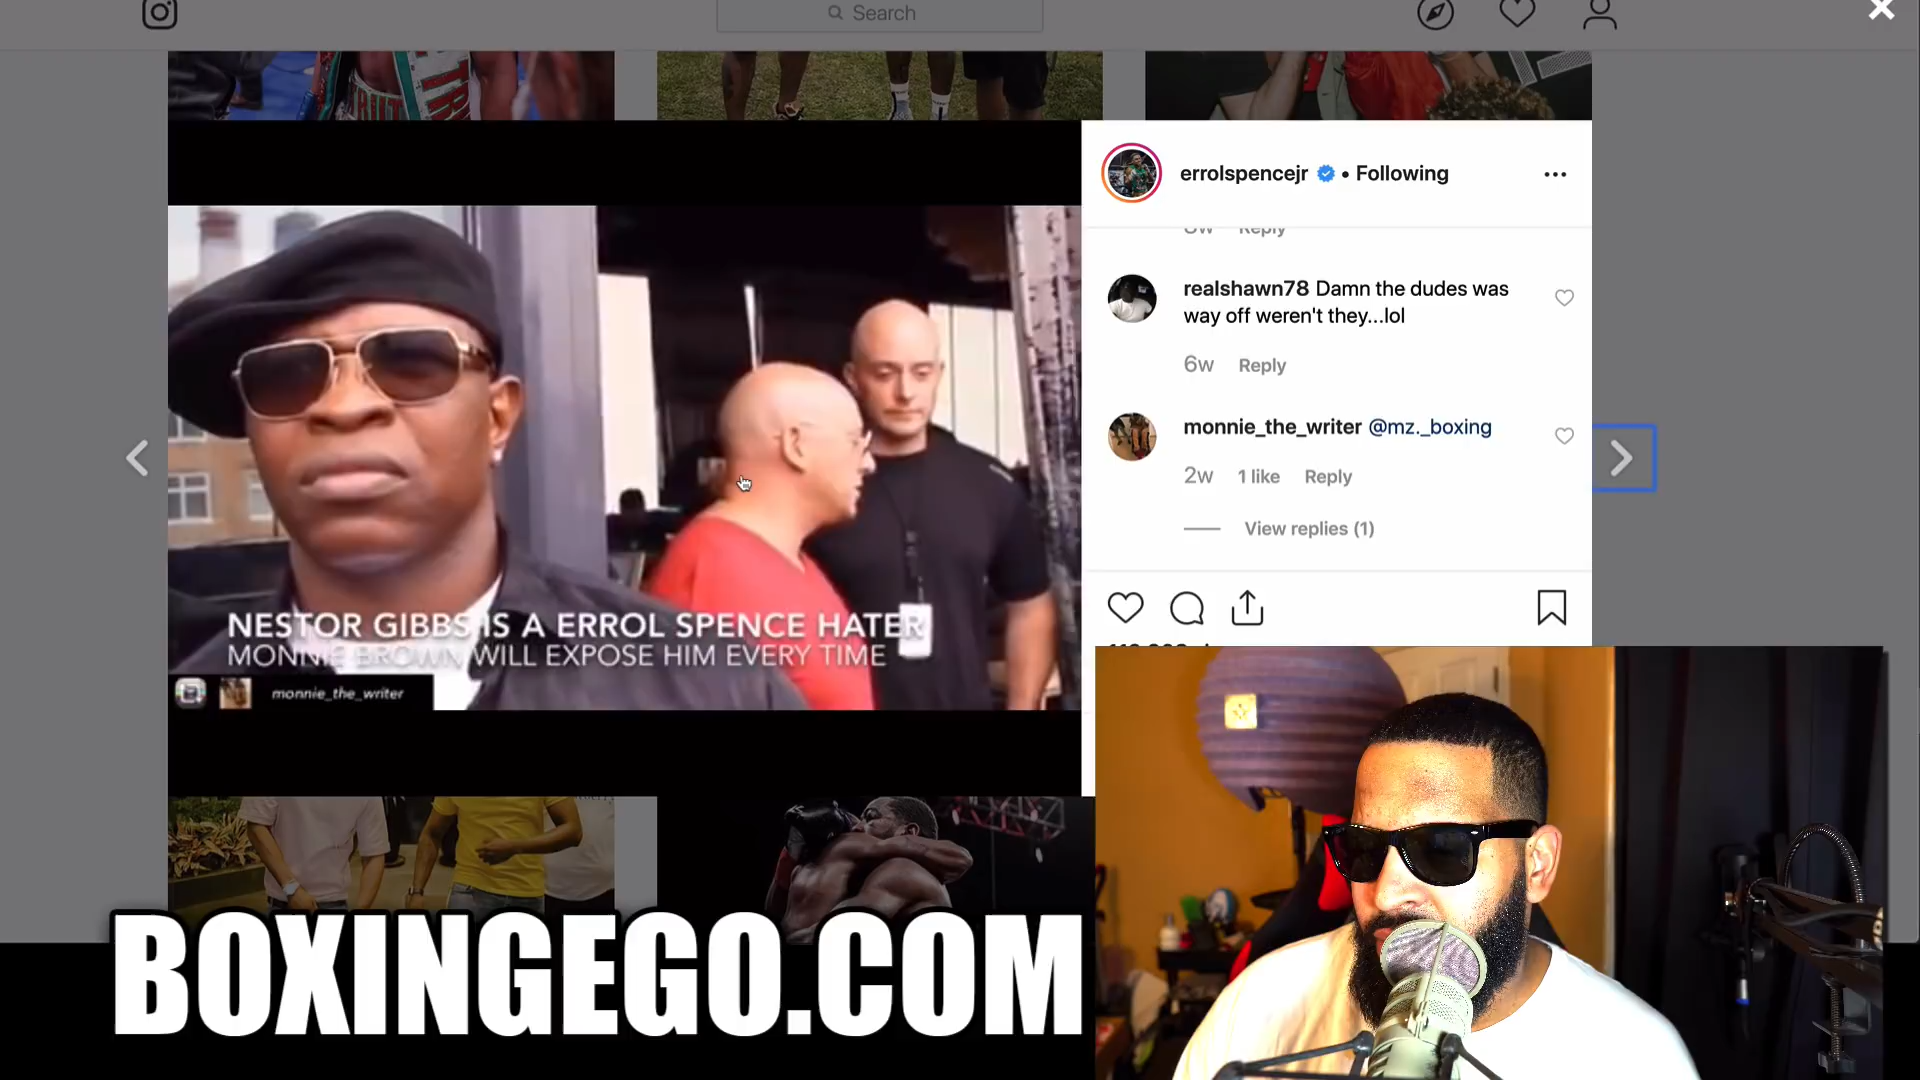 Search
errolspencejr • Following
Reply
realshawn78 Damn the dudes was
way off weren't they...lol
6w Reply
monnie_the_writer @mz._boxing
2w 1 like Reply
View replies (1)
NESTOR GIBBS IS A ERROL SPENCE HATER
MONNIE BROWN WILL EXPOSE HIM EVERY TIME
monnie_the_writer
BOXINGEGO.COM